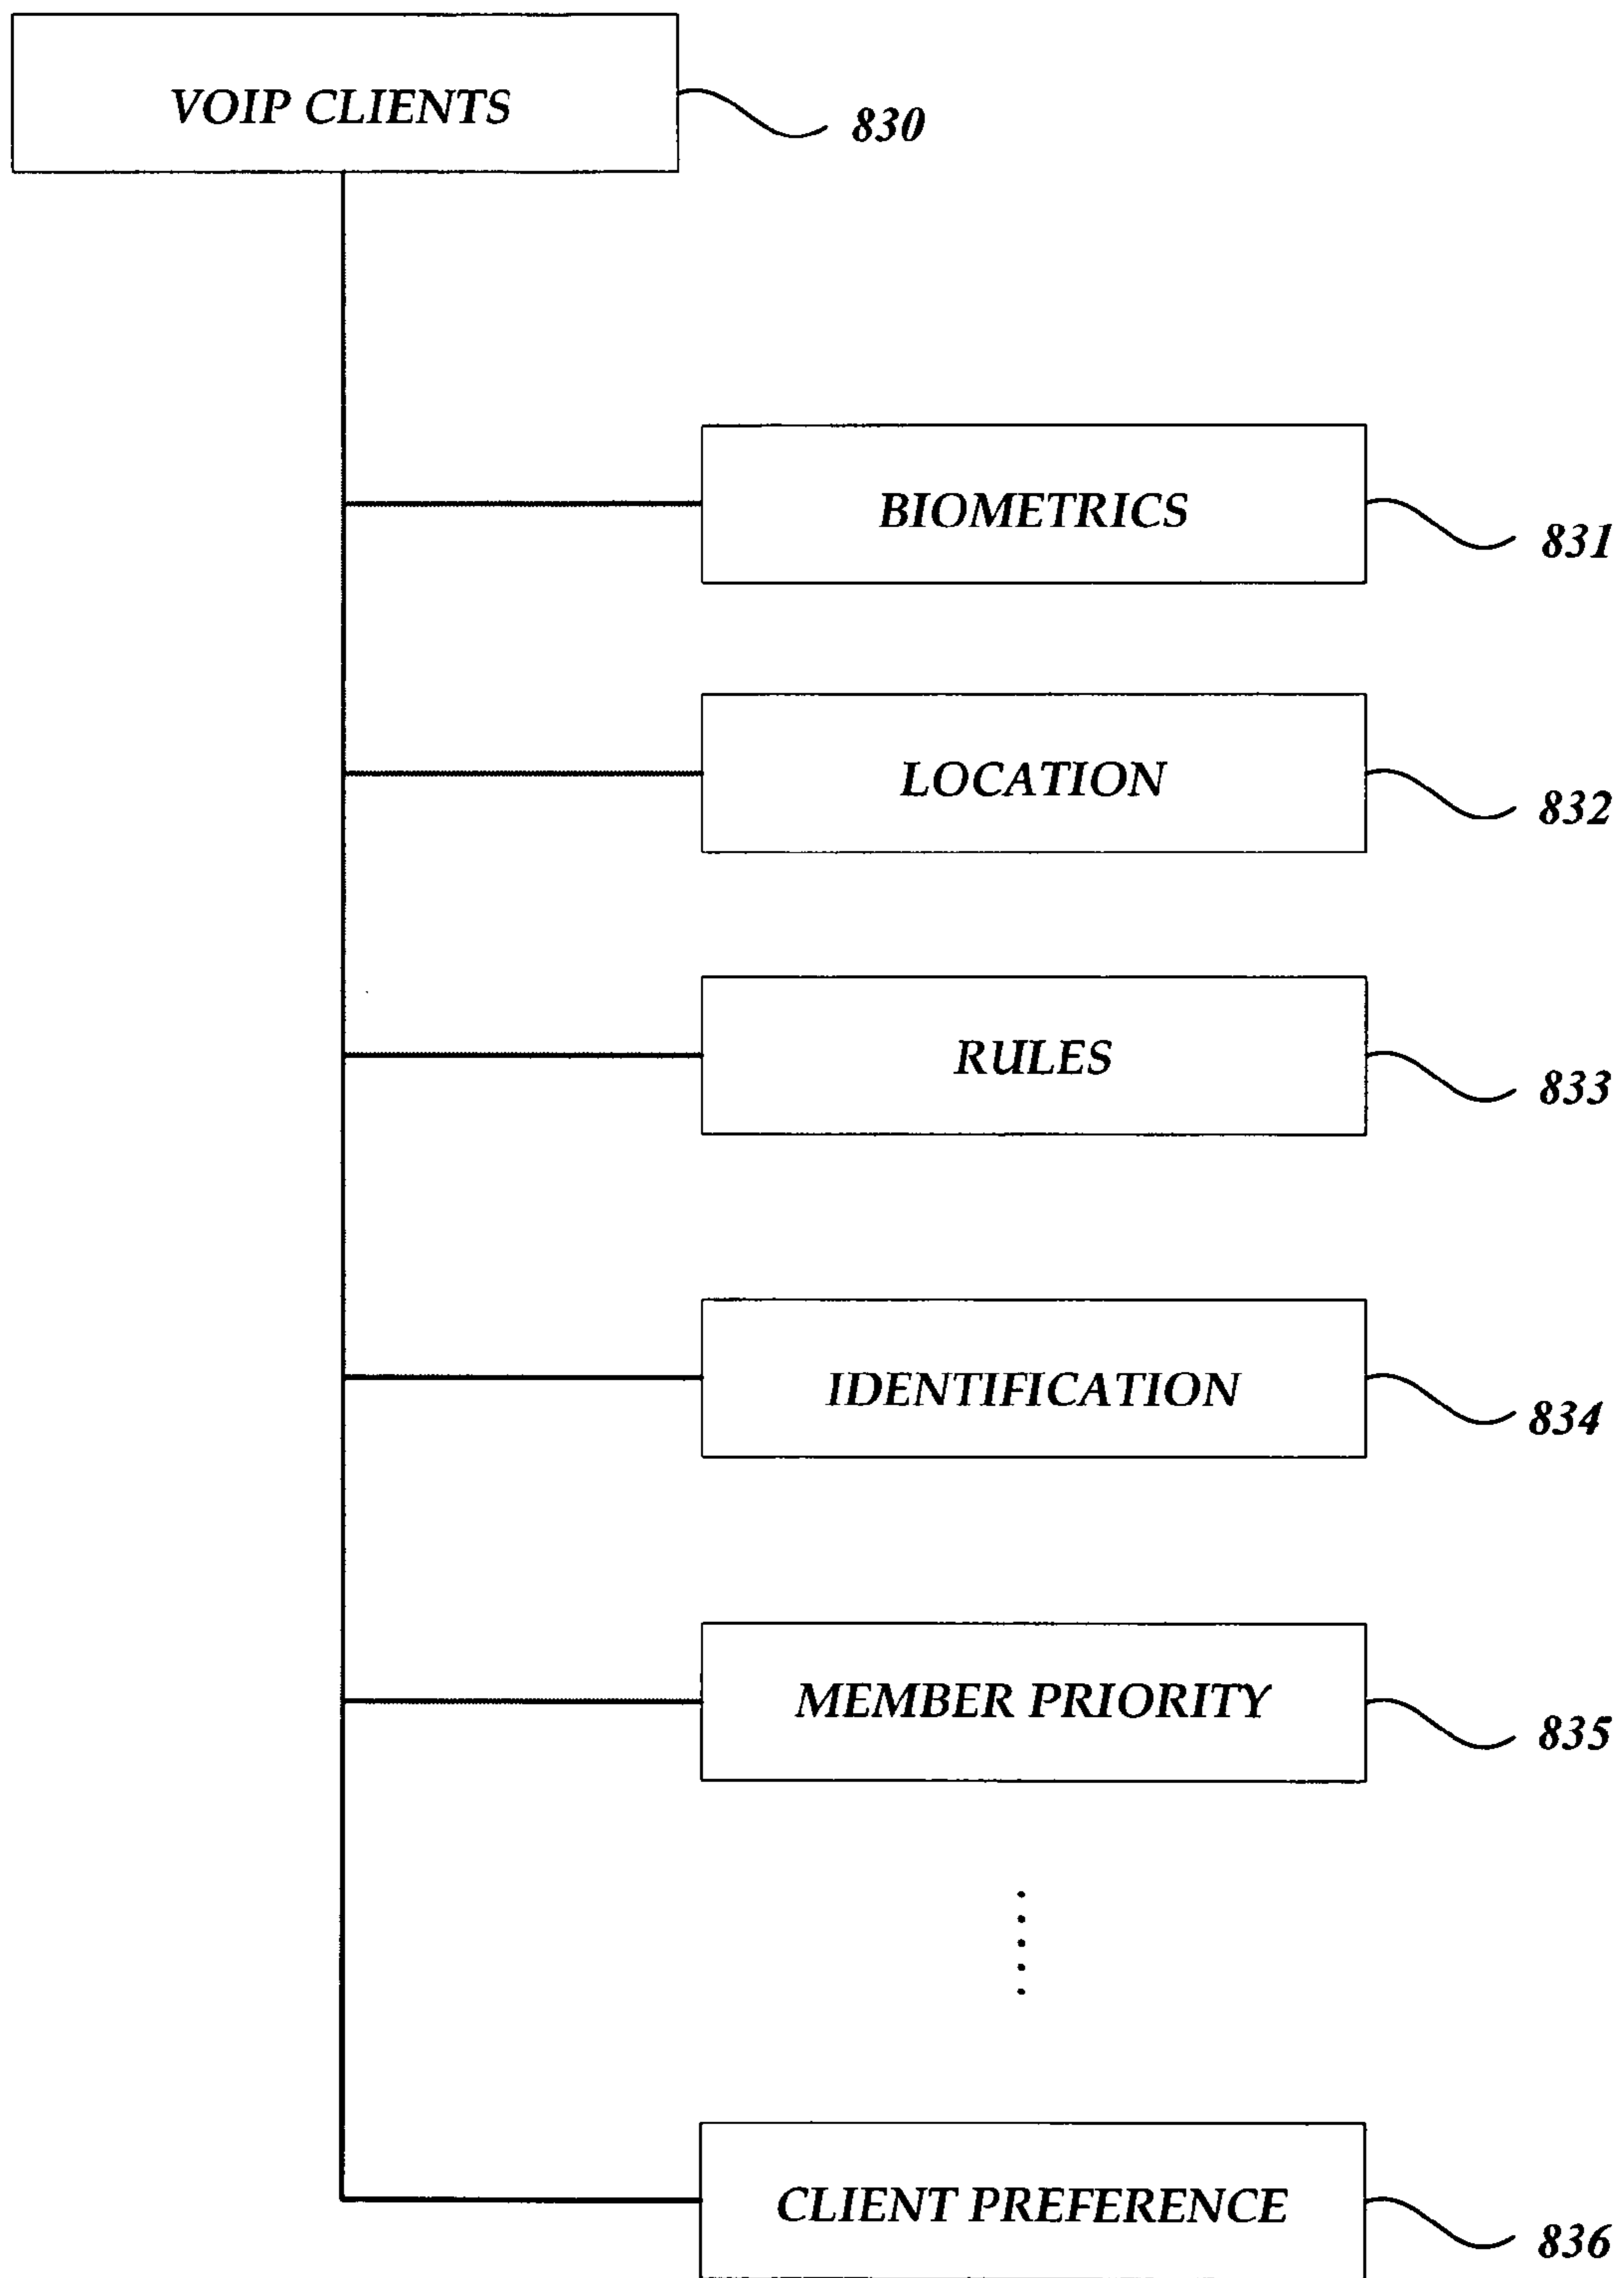 VOIP CLIENTS
830
BIOMETRICS
831
LOCATION
832
RULES
833
IDENTIFICATION
834
MEMBER PRIORITY
835
CLIENT PREFERENCE
836